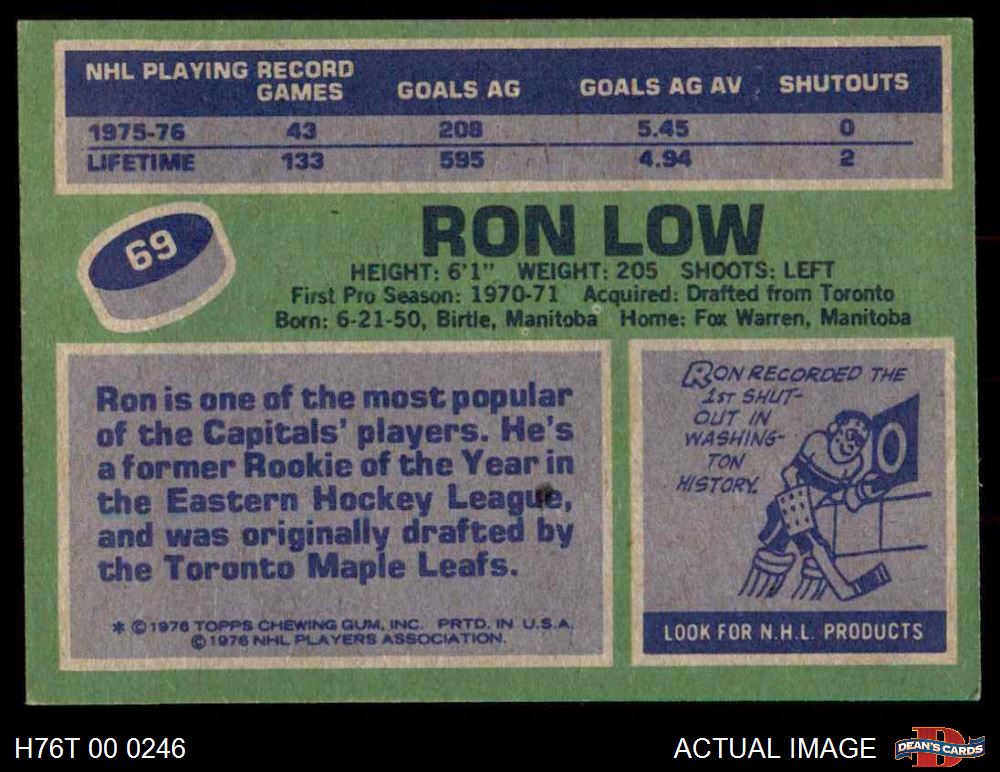 NHL PLAYING RECORD
GAMES GOALS AG GOALS AG AV SHUTOUTS
1975-76 43 208 5.45 0
LIFETIME 133 595 4.94 2
69
RON LOW
HEIGHT: 6'1" WEIGHT: 205 SHOOTS: LEFT
First Pro Season: 1970-71 Acquired: Drafted from Toronto
Born: 6-21-50, Birtle, Manitoba Home: Fox Warren, Manitoba
Ron is one of the most popular
of the Capitals' players. He's
a former Rookie of the Year in
the Eastern Hockey League,
and was originally drafted by
the Toronto Maple Leafs.
* © 1976 TOPPS CHEWING GUM, INC. PRTD. IN U.S.A.
© 1976 NHL PLAYERS ASSOCIATION.
RON RECORDED THE
1ST SHUT-
OUT IN
WASHING-
TON
HISTORY.
0
LOOK FOR N.H.L. PRODUCTS
H76T 00 0246
ACTUAL IMAGE
D
DEAN'S CARDS